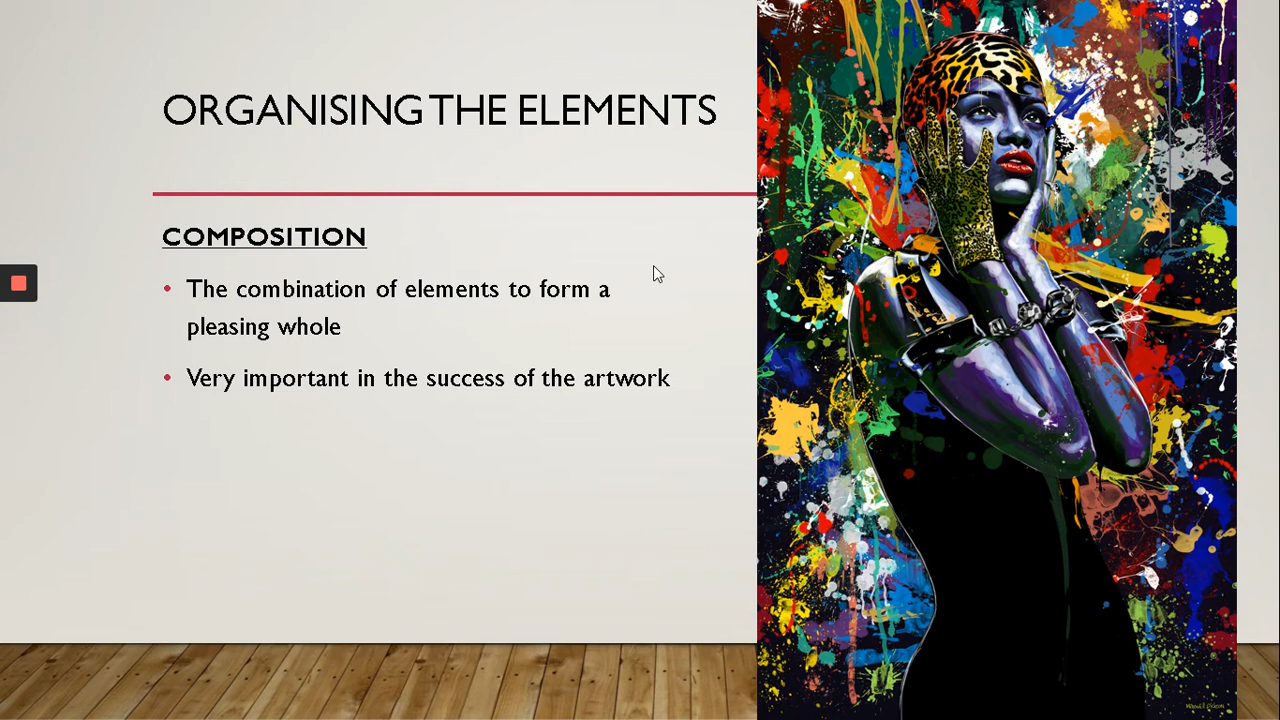 ORGANISING THE ELEMENTS
COMPOSITION
• The combination of elements to form a
pleasing whole
• Very important in the success of the artwork